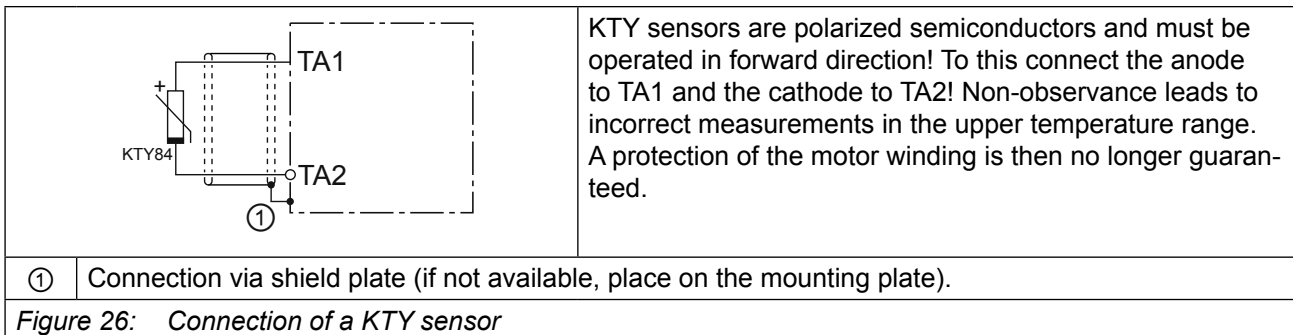 TA1
+
KTY84
TA2
①
KTY sensors are polarized semiconductors and must be
operated in forward direction! To this connect the anode
to TA1 and the cathode to TA2! Non-observance leads to
incorrect measurements in the upper temperature range.
A protection of the motor winding is then no longer guaran-
teed.
① Connection via shield plate (if not available, place on the mounting plate).
Figure 26: Connection of a KTY sensor